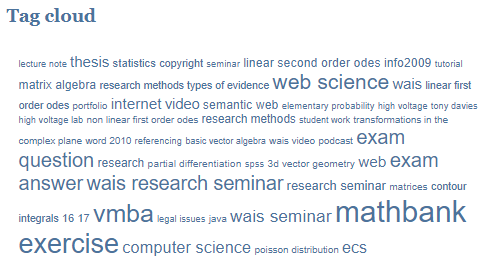 Tag cloud
lecture note thesis statistics copyright seminar linear second order odes info2009 tutorial
matrix algebra research methods types of evidence web science wais linear first
order odes portfolio internet video semantic web elementary probability high voltage tony davies
high voltage lab non linear first order odes research methods student work transformations in the
complex plane word 2010 referencing basic vector algebra wais video podcast exam
question research partial differentiation spss 3d vector geometry web exam
answer wais research seminar research seminar matrices contour
integrals 16 17 vmba legal issues java wais seminar mathbank
exercise computer science poisson distribution ecs